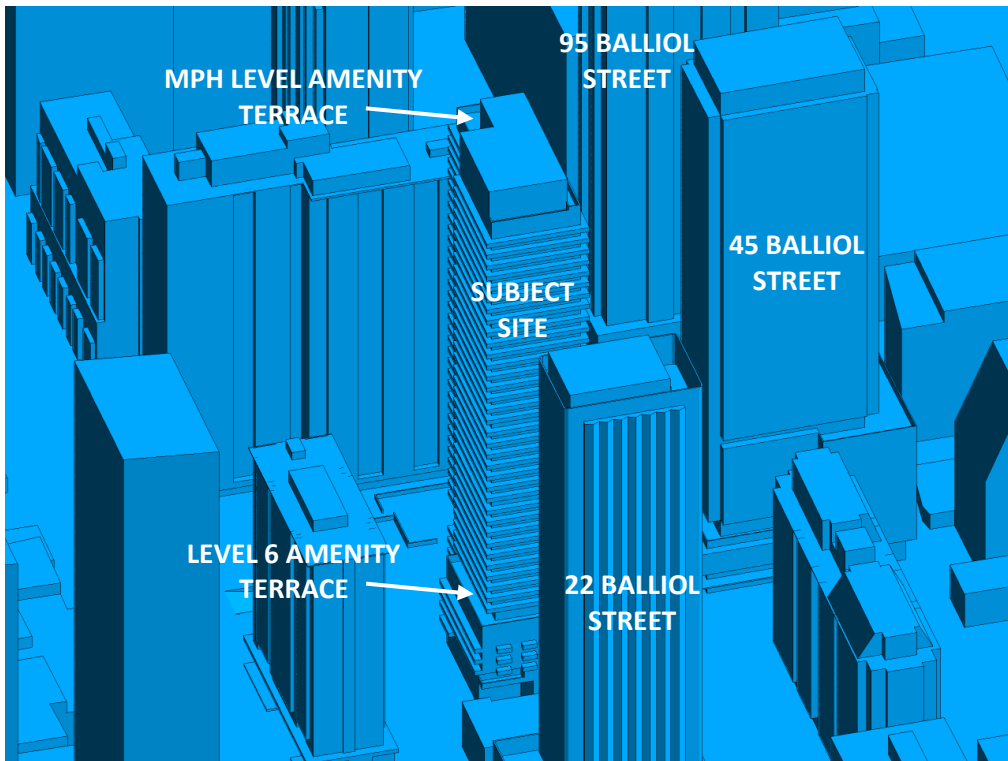 95 BALLIOL
STREET
MPH LEVEL AMENITY
TERRACE
45 BALLIOL
STREET
SUBJECT
SITE
LEVEL 6 AMENITY
TERRACE
22 BALLIOL
STREET